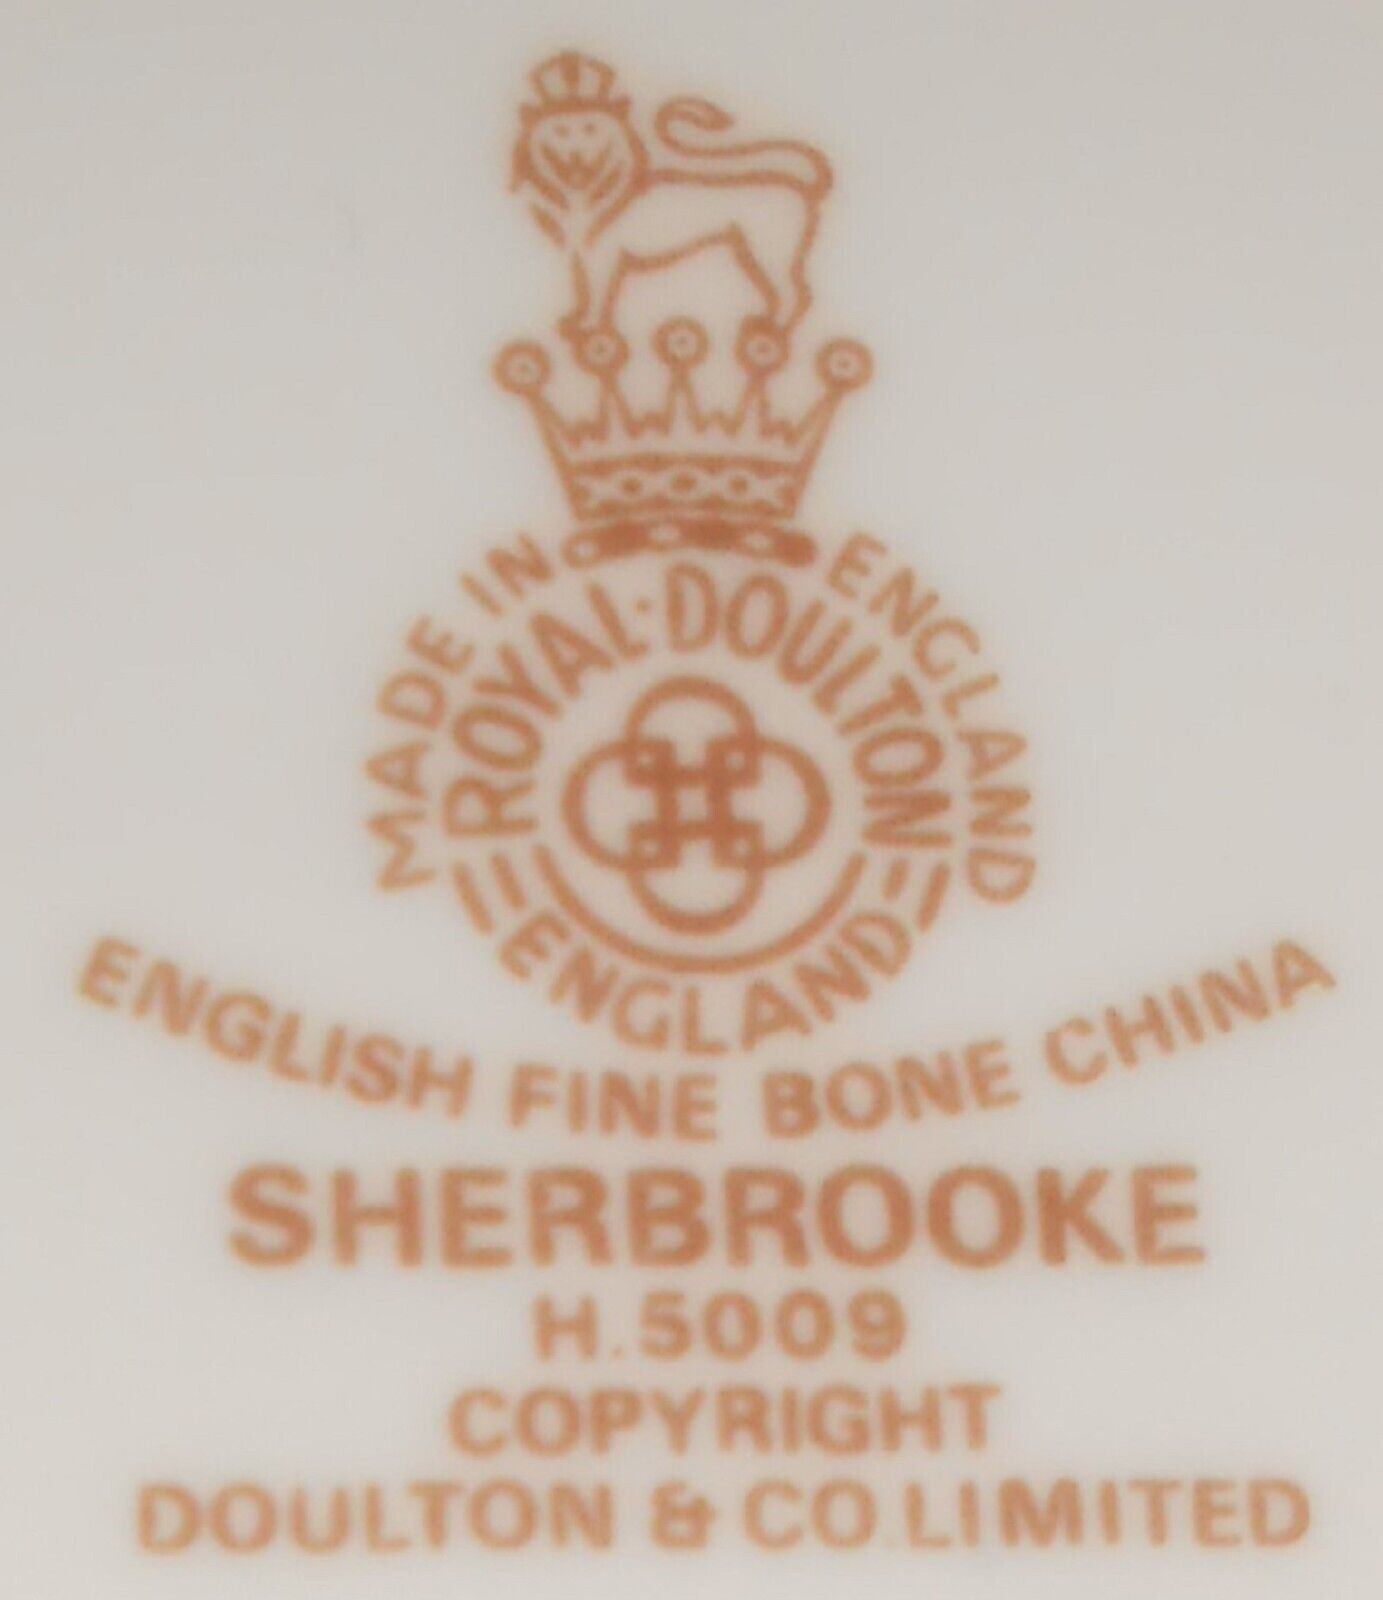 MADE IN ENGLAND
ROYAL·DOULTON
ENGLAND
ENGLISH FINE BONE CHINA
SHERBROOKE
H.5009
COPYRIGHT
DOULTON & CO.LIMITED